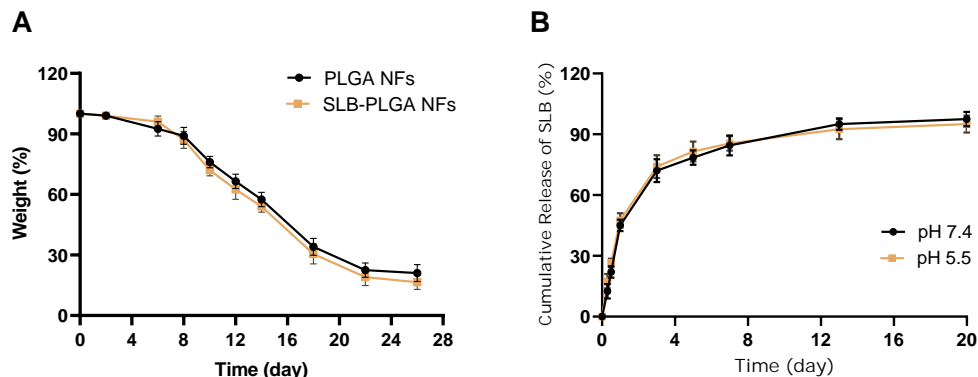 A
Weight (%)
120
90
60
30
0
PLGA NFs
SLB-PLGA NFs
0 4 8 12 16 20 24 28
Time (day)
B
Cumulative Release of SLB (%)
120
90
60
30
0
pH 7.4
pH 5.5
0 4 8 12 16 20
Time (day)